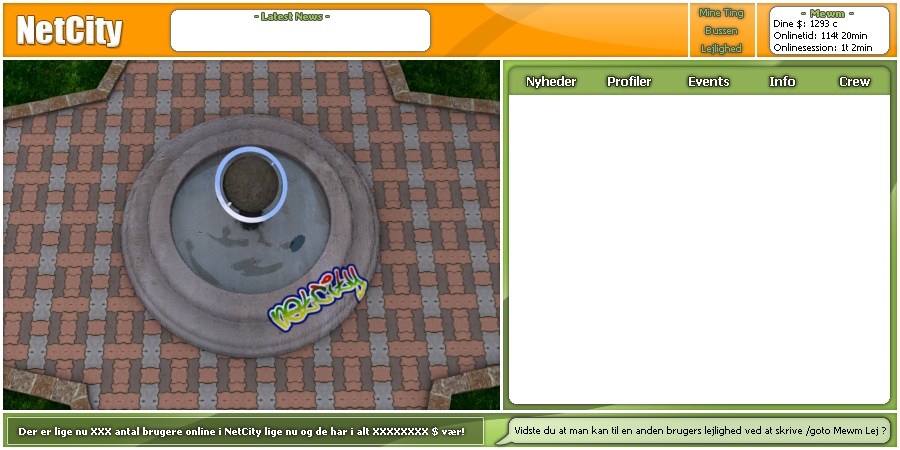 NetCity
- Latest News -
Mine Ting
Bussen
Lejlighed
- Mewm -
Dine $: 1293 c
Onlinetid: 114t 20min
Onlinesession: 1t 2min
Nyheder Profiler Events Info Crew
netcity
Der er lige nu XXX antal brugere online i NetCity lige nu og de har i alt XXXXXXXX $ vær!
Vidste du at man kan til en anden brugers lejlighed ved at skrive /goto Mewm Lej ?